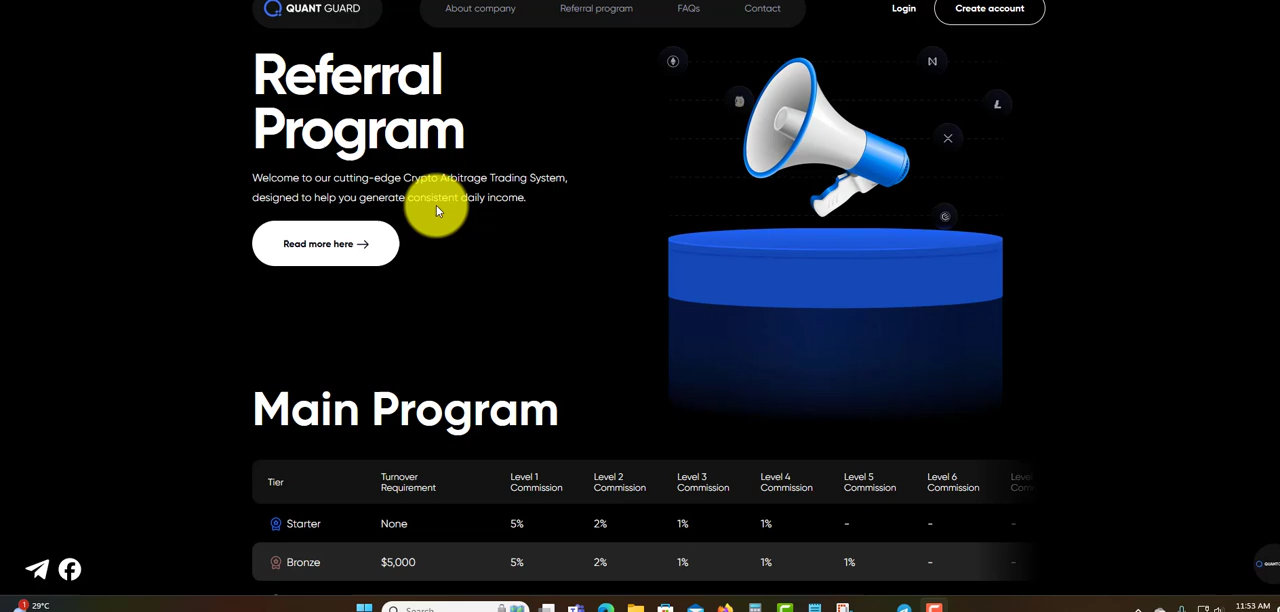 QUANT GUARD
About company Referral program FAQs Contact
Login Create account
Referral
Program
Welcome to our cutting-edge Crypto Arbitrage Trading System,
designed to help you generate consistent daily income.
Read more here →
Main Program
Tier Turnover Requirement Level 1 Commission Level 2 Commission Level 3 Commission Level 4 Commission Level 5 Commission Level 6 Commission
Starter None 5% 2% 1% 1% - - -
Bronze $5,000 5% 2% 1% 1% 1% - -
1
29°C
Search
11:53 AM